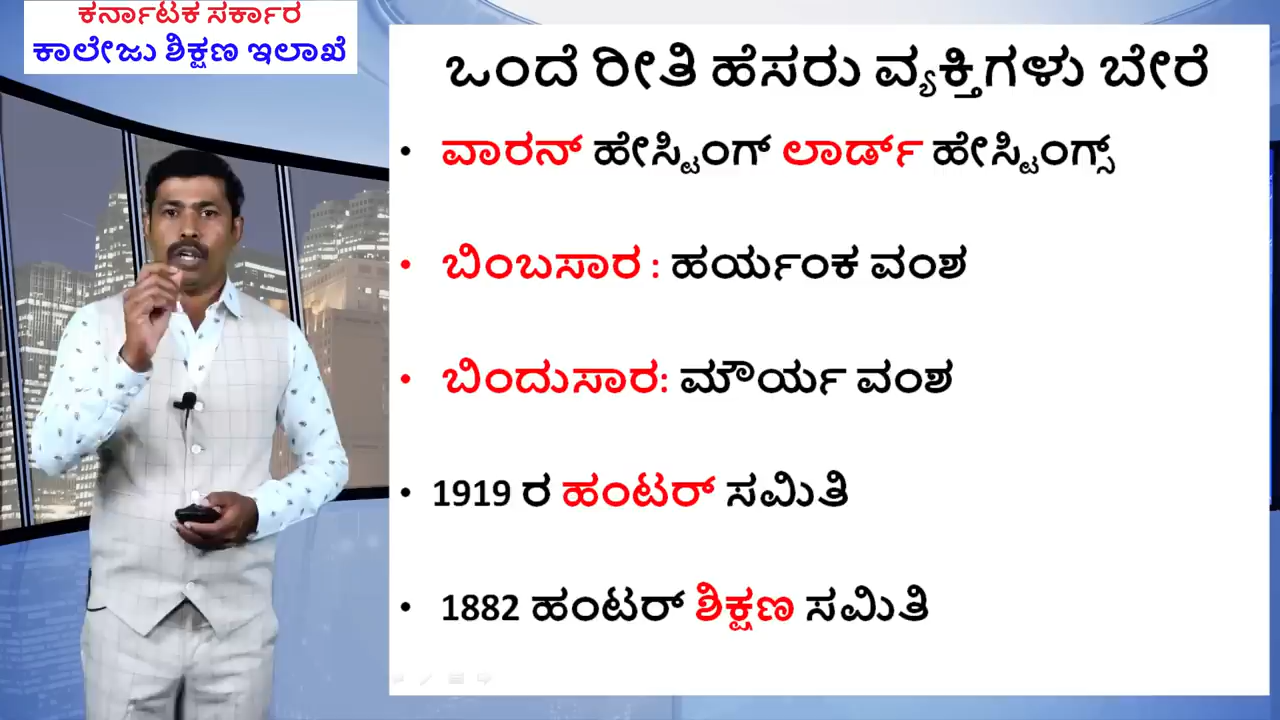 ಕರ್ನಾಟಕ ಸರ್ಕಾರ
ಕಾಲೇಜು ಶಿಕ್ಷಣ ಇಲಾಖೆ
ಒಂದೆ ರೀತಿ ಹೆಸರು ವ್ಯಕ್ತಿಗಳು ಬೇರೆ
• ವಾರನ್ ಹೇಸ್ಟಿಂಗ್ ಲಾರ್ಡ್ ಹೇಸ್ಟಿಂಗ್ಸ್
• ಬಿಂಬಸಾರ : ಹರ್ಯಂಕ ವಂಶ
• ಬಿಂದುಸಾರ: ಮೌರ್ಯ ವಂಶ
• 1919 ರ ಹಂಟರ್ ಸಮಿತಿ
• 1882 ಹಂಟರ್ ಶಿಕ್ಷಣ ಸಮಿತಿ